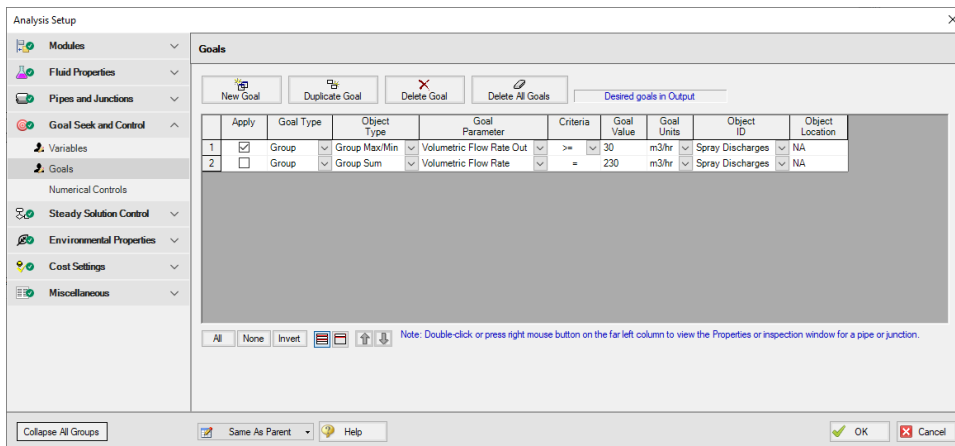 Analysis Setup
Modules
Fluid Properties
Pipes and Junctions
Goal Seek and Control
Variables
Goals
Numerical Controls
Steady Solution Control
Environmental Properties
Cost Settings
Miscellaneous
Collapse All Groups
Goals
New Goal Duplicate Goal Delete Goal Delete All Goals Desired goals in Output
Apply Goal Type Object Type Goal Parameter Criteria Goal Value Goal Units Object ID Object Location
1 Group Group Max/Min Volumetric Flow Rate Out >= 30 m3/hr Spray Discharges NA
2 Group Group Sum Volumetric Flow Rate = 230 m3/hr Spray Discharges NA
All None Invert Note: Double-click or press right mouse button on the far left column to view the Properties or inspection window for a pipe or junction.
Same As Parent Help OK Cancel